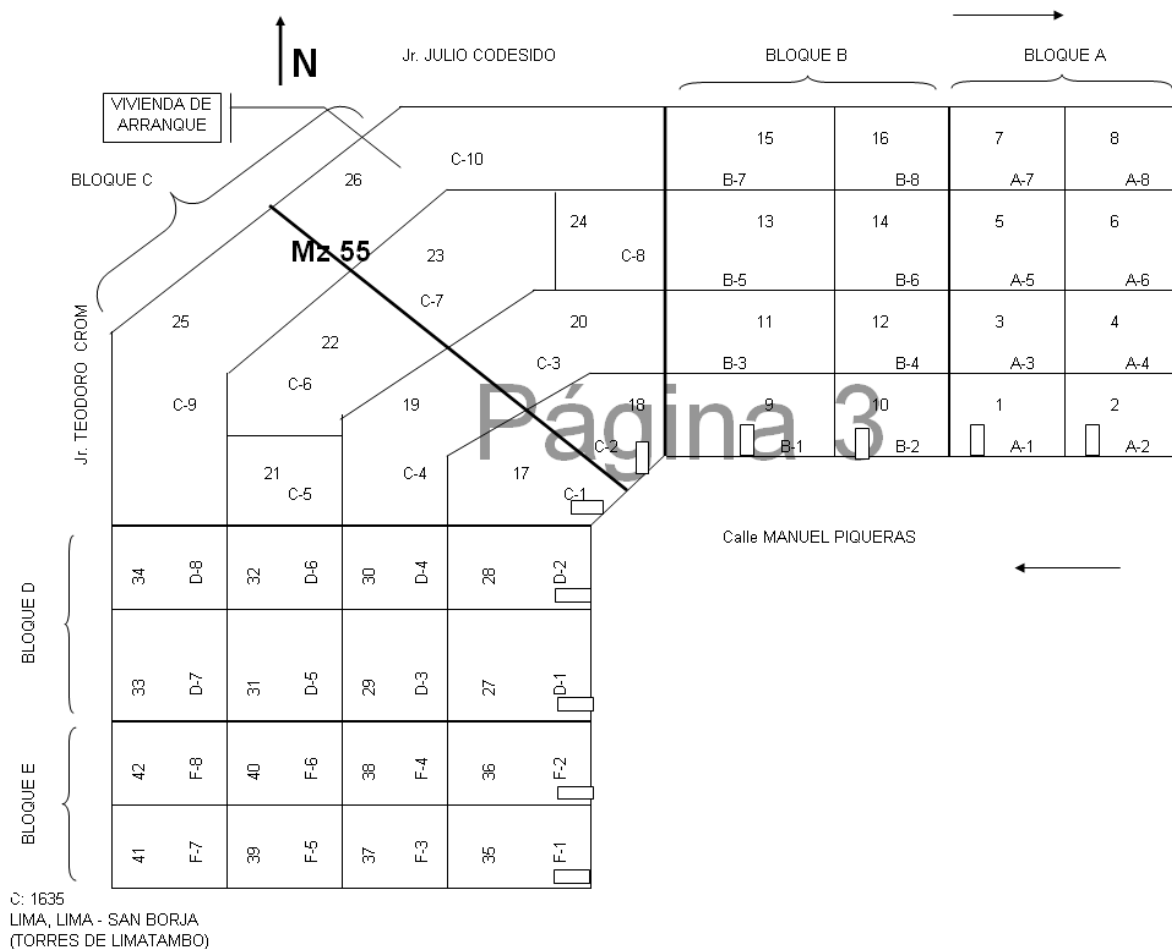 N
Jr. JULIO CODESIDO
BLOQUE B
BLOQUE A
VIVIENDA DE
ARRANQUE
BLOQUE C
26
C-10
15
B-7
16
B-8
7
A-7
8
A-8
Mz 55
23
C-7
24
C-8
13
B-5
14
B-6
5
A-5
6
A-6
Jr. TEODORO CROM
25
C-9
22
C-6
20
C-3
11
B-3
12
B-4
3
A-3
4
A-4
Página 3
21
C-5
19
C-4
17
C-1
18
C-2
9
B-1
10
B-2
1
A-1
2
A-2
Calle MANUEL PIQUERAS
BLOQUE D
34
D-8
32
D-6
30
D-4
28
D-2
33
D-7
31
D-5
29
D-3
27
D-1
BLOQUE E
42
F-8
40
F-6
38
F-4
36
F-2
41
F-7
39
F-5
37
F-3
35
F-1
C: 1635
LIMA, LIMA - SAN BORJA
(TORRES DE LIMATAMBO)